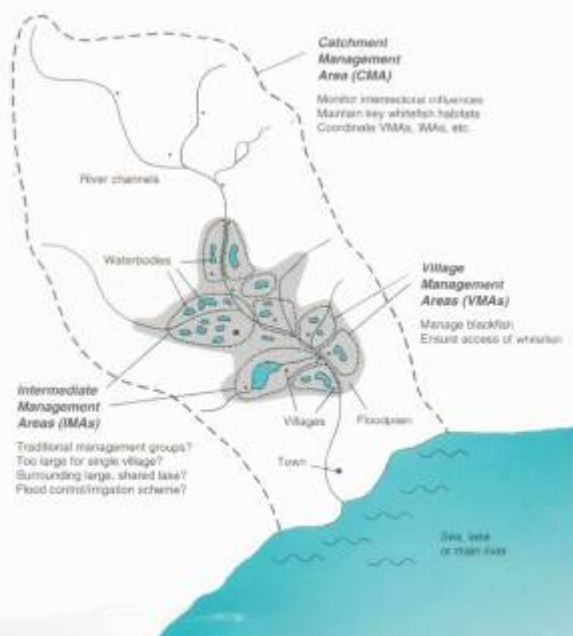 Catchment
Management
Area (CMA)
Monitor intersectoral influences
Maintain key whitefish habitats
Coordinate VMAs, IMAs, etc.
River channels
Waterbodies
Village
Management
Areas (VMAs)
Manage blackfish
Ensure access of whitefish
Intermediate
Management
Areas (IMAs)
Traditional management groups?
Too large for single village?
Surrounding large, shared lake?
Flood control/irrigation scheme?
Villages
Floodplain
Town
Sea, lake
or main river